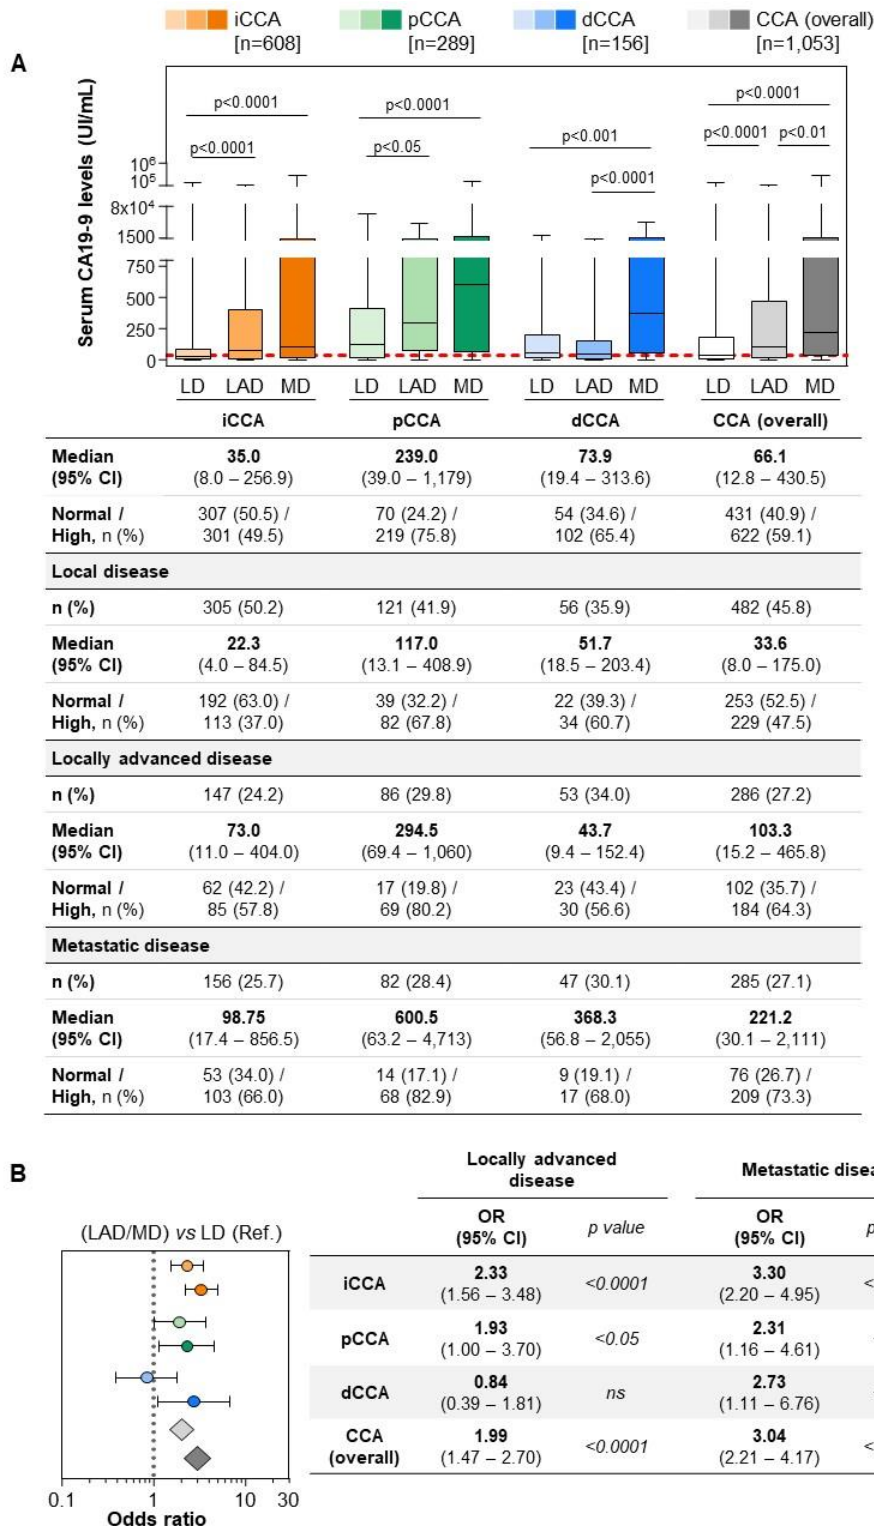 iCCA pCCA dCCA CCA (overall)
[n=608] [n=289] [n=156] [n=1,053]
A
Serum CA19-9 levels (UI/mL)
p<0.0001 p<0.0001 p<0.001 p<0.0001
p<0.0001 p<0.05 p<0.0001 p<0.0001 p<0.01
10⁶
10⁵
8x10⁴
1500
750
500
250
0
LD LAD MD LD LAD MD LD LAD MD LD LAD MD
iCCA pCCA dCCA CCA (overall)
Median 35.0 239.0 73.9 66.1
(95% CI) (8.0 – 256.9) (39.0 – 1,179) (19.4 – 313.6) (12.8 – 430.5)
Normal / 307 (50.5) / 70 (24.2) / 54 (34.6) / 431 (40.9) /
High, n (%) 301 (49.5) 219 (75.8) 102 (65.4) 622 (59.1)
Local disease
n (%) 305 (50.2) 121 (41.9) 56 (35.9) 482 (45.8)
Median 22.3 117.0 51.7 33.6
(95% CI) (4.0 – 84.5) (13.1 – 408.9) (18.5 – 203.4) (8.0 – 175.0)
Normal / 192 (63.0) / 39 (32.2) / 22 (39.3) / 253 (52.5) /
High, n (%) 113 (37.0) 82 (67.8) 34 (60.7) 229 (47.5)
Locally advanced disease
n (%) 147 (24.2) 86 (29.8) 53 (34.0) 286 (27.2)
Median 73.0 294.5 43.7 103.3
(95% CI) (11.0 – 404.0) (69.4 – 1,060) (9.4 – 152.4) (15.2 – 465.8)
Normal / 62 (42.2) / 17 (19.8) / 23 (43.4) / 102 (35.7) /
High, n (%) 85 (57.8) 69 (80.2) 30 (56.6) 184 (64.3)
Metastatic disease
n (%) 156 (25.7) 82 (28.4) 47 (30.1) 285 (27.1)
Median 98.75 600.5 368.3 221.2
(95% CI) (17.4 – 856.5) (63.2 – 4,713) (56.8 – 2,055) (30.1 – 2,111)
Normal / 53 (34.0) / 14 (17.1) / 9 (19.1) / 76 (26.7) /
High, n (%) 103 (66.0) 68 (82.9) 17 (68.0) 209 (73.3)
B
(LAD/MD) vs LD (Ref.)
0.1 1 10 30
Odds ratio
Locally advanced Metastatic
disease
OR p value OR
(95% CI) (95% CI)
iCCA 2.33 <0.0001 3.30
(1.56 – 3.48) (2.20 – 4.95)
pCCA 1.93 <0.05 2.31
(1.00 – 3.70) (1.16 – 4.61)
dCCA 0.84 ns 2.73
(0.39 – 1.81) (1.11 – 6.76)
CCA 1.99 <0.0001 3.04
(overall) (1.47 – 2.70) (2.21 – 4.17)